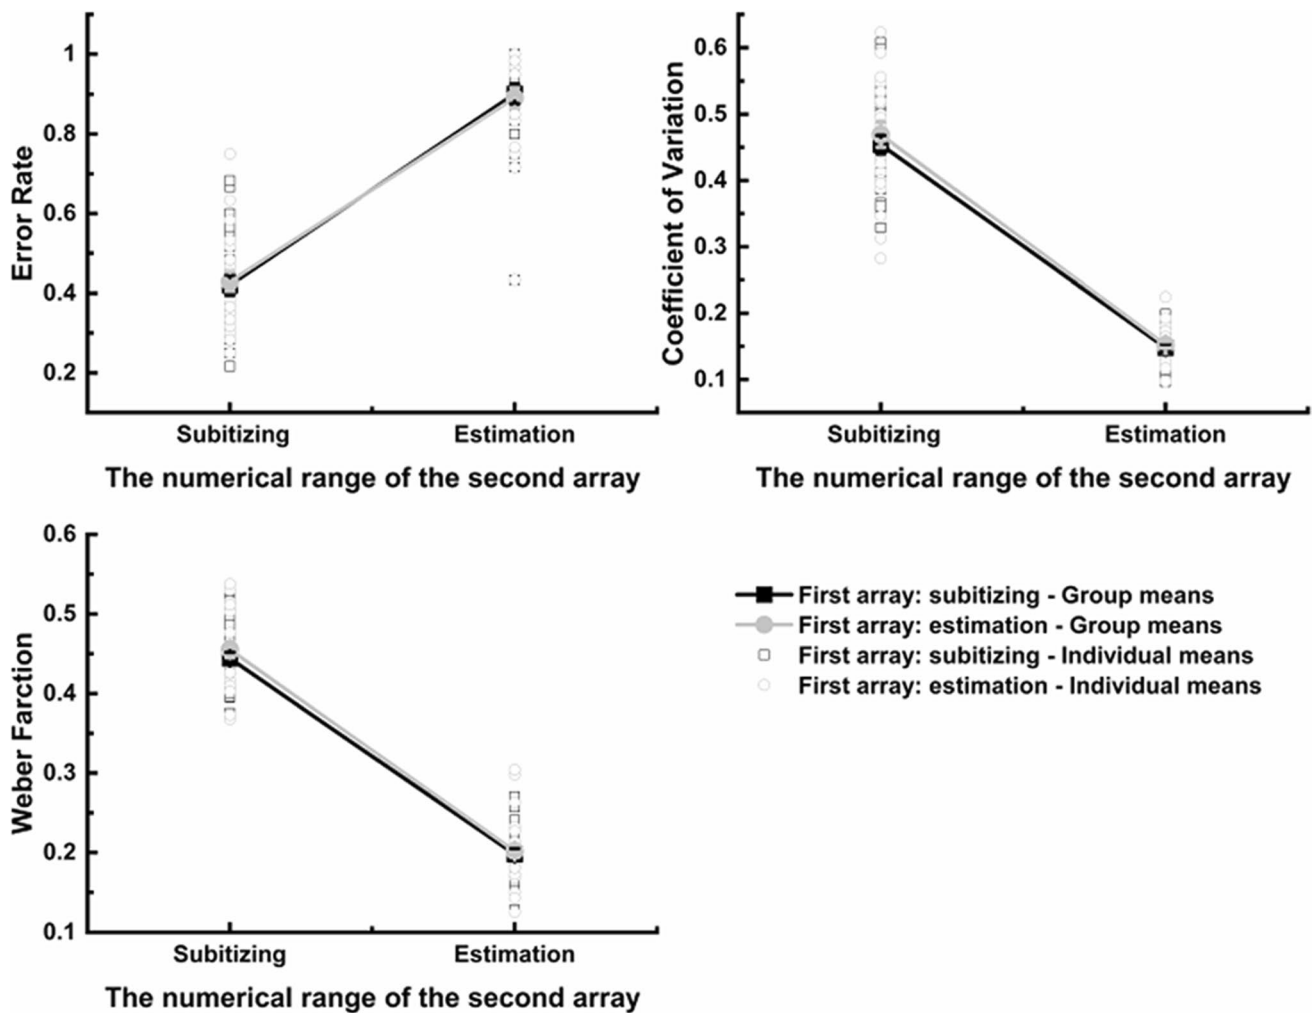 1
0.8
0.6
0.4
0.2
Error Rate
Subitizing Estimation
The numerical range of the second array
0.6
0.5
0.4
0.3
0.2
0.1
Coefficient of Variation
Subitizing Estimation
The numerical range of the second array
0.6
0.5
0.4
0.3
0.2
0.1
Weber Farction
Subitizing Estimation
The numerical range of the second array
First array: subitizing - Group means
First array: estimation - Group means
First array: subitizing - Individual means
First array: estimation - Individual means